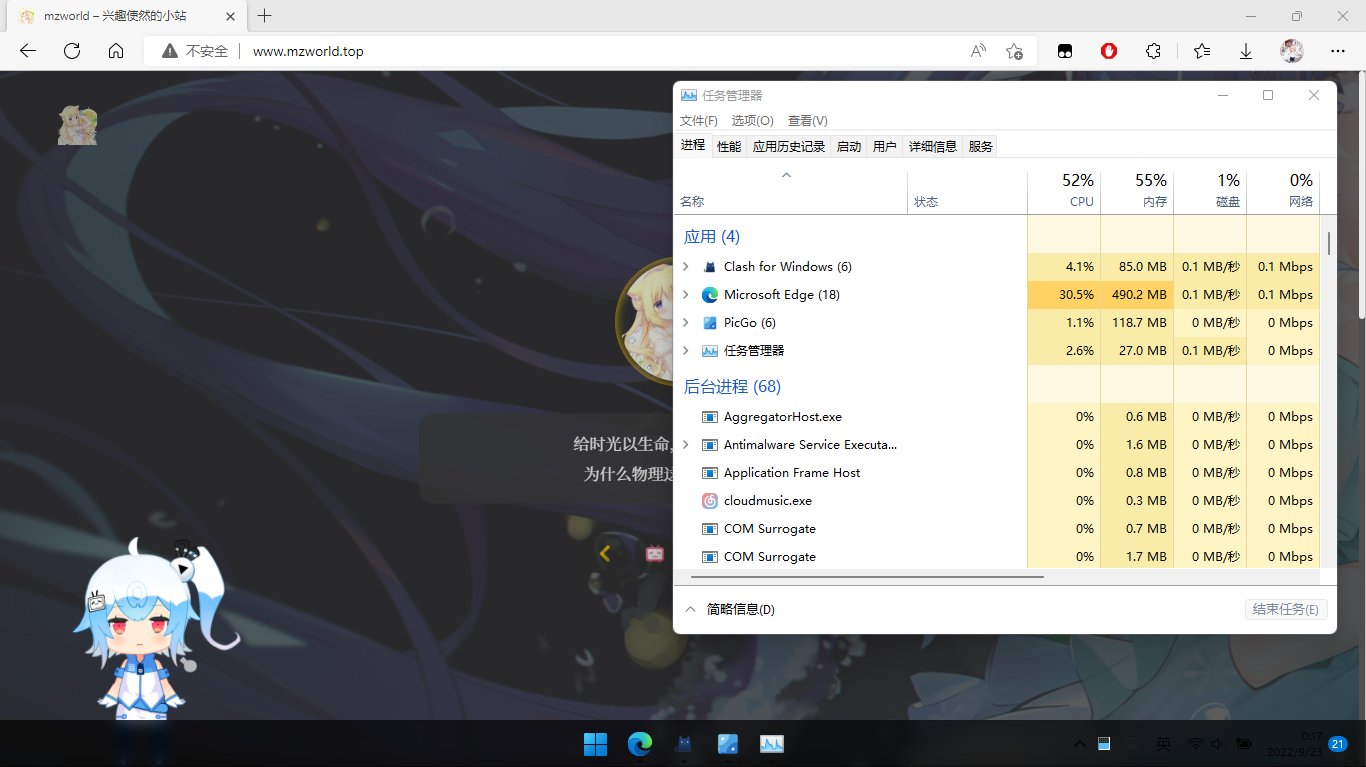 mzworld – 兴趣使然的小站
不安全 www.mzworld.top
任务管理器
文件(F) 选项(O) 查看(V)
进程 性能 应用历史记录 启动 用户 详细信息 服务
52% 55% 1% 0%
名称 状态 CPU 内存 磁盘 网络
应用 (4)
Clash for Windows (6) 4.1% 85.0 MB 0.1 MB/秒 0.1 Mbps
Microsoft Edge (18) 30.5% 490.2 MB 0.1 MB/秒 0.1 Mbps
PicGo (6) 1.1% 118.7 MB 0 MB/秒 0 Mbps
任务管理器 2.6% 27.0 MB 0.1 MB/秒 0 Mbps
后台进程 (68)
AggregatorHost.exe 0% 0.6 MB 0 MB/秒 0 Mbps
Antimalware Service Executa... 0% 1.6 MB 0 MB/秒 0 Mbps
Application Frame Host 0% 0.8 MB 0 MB/秒 0 Mbps
cloudmusic.exe 0% 0.3 MB 0 MB/秒 0 Mbps
COM Surrogate 0% 0.7 MB 0 MB/秒 0 Mbps
COM Surrogate 0% 1.7 MB 0 MB/秒 0 Mbps
简略信息(D) 结束任务(E)
给时光以生命,
为什么物理
英 0:17
2022/9/23 21